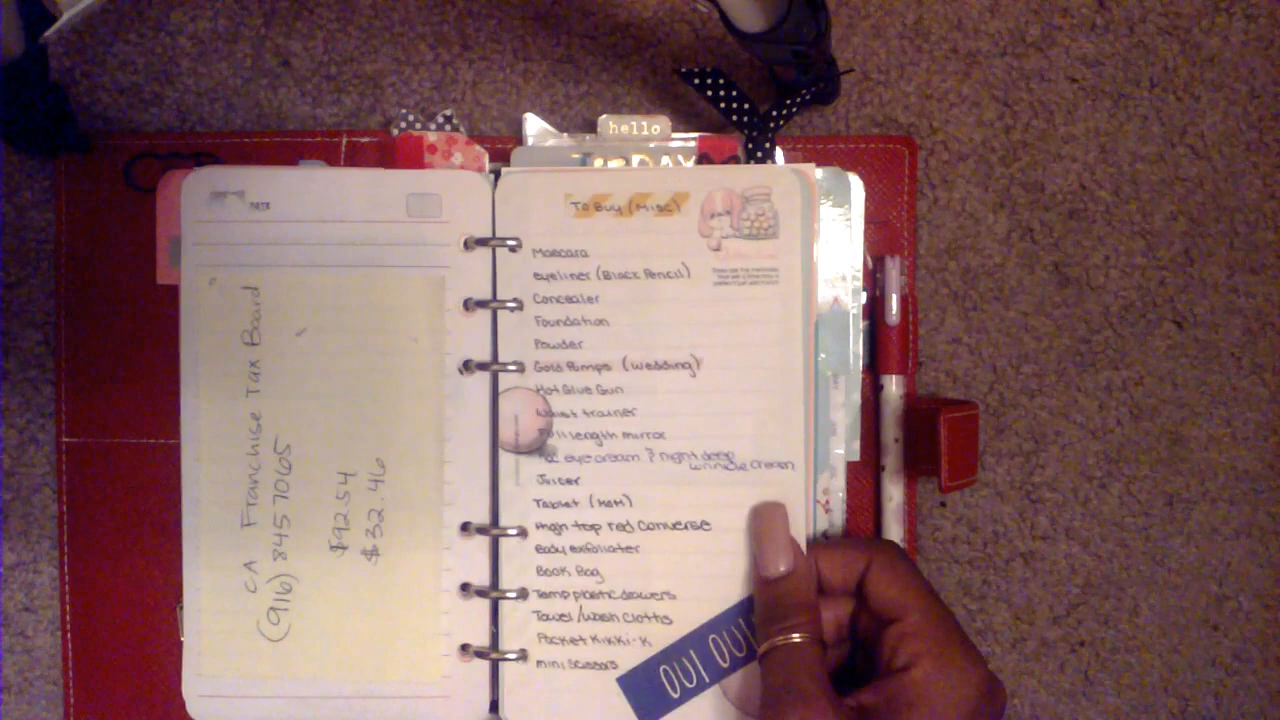 CA Franchise Tax Board
(916) 8457065
$9254
$32.46
hello
To Buy (Misc)
Mascara
eyeliner (Black Pencil)
Concealer
Foundation
Powder
Gold Pumps (wedding)
Hot Glue Gun
Waist trainer
Full length mirror
eye cream & night deep
wrinkle cream
Juicer
Tablet (Mom)
High top red Converse
Body exfoliater
Book Bag
Temp plastic drawers
Towel/Wash Cloths
Pocket Kikki-K
mini Scissors
OUI OUI